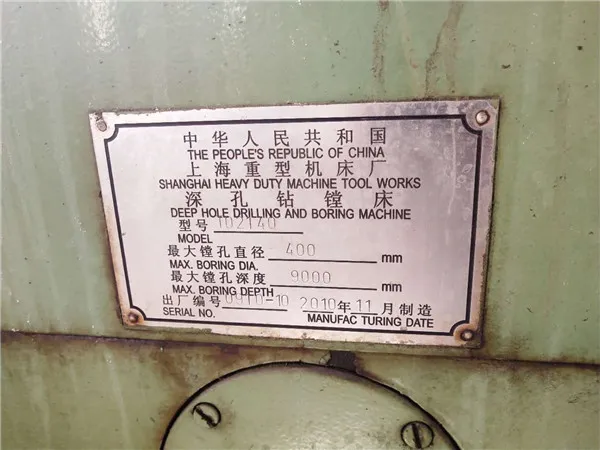 中华人民共和国
THE PEOPLE'S REPUBLIC OF CHINA
上海重型机床厂
SHANGHAI HEAVY DUTY MACHINE TOOL WORKS
深孔钻镗床
DEEP HOLE DRILLING AND BORING MACHINE
型号
MODEL
最大镗孔直径 400 mm
MAX. BORING DIA.
最大镗孔深度 9000 mm
MAX. BORING DEPTH
出厂编号 2010年11月制造
SERIAL NO. MANUFAC TURING DATE